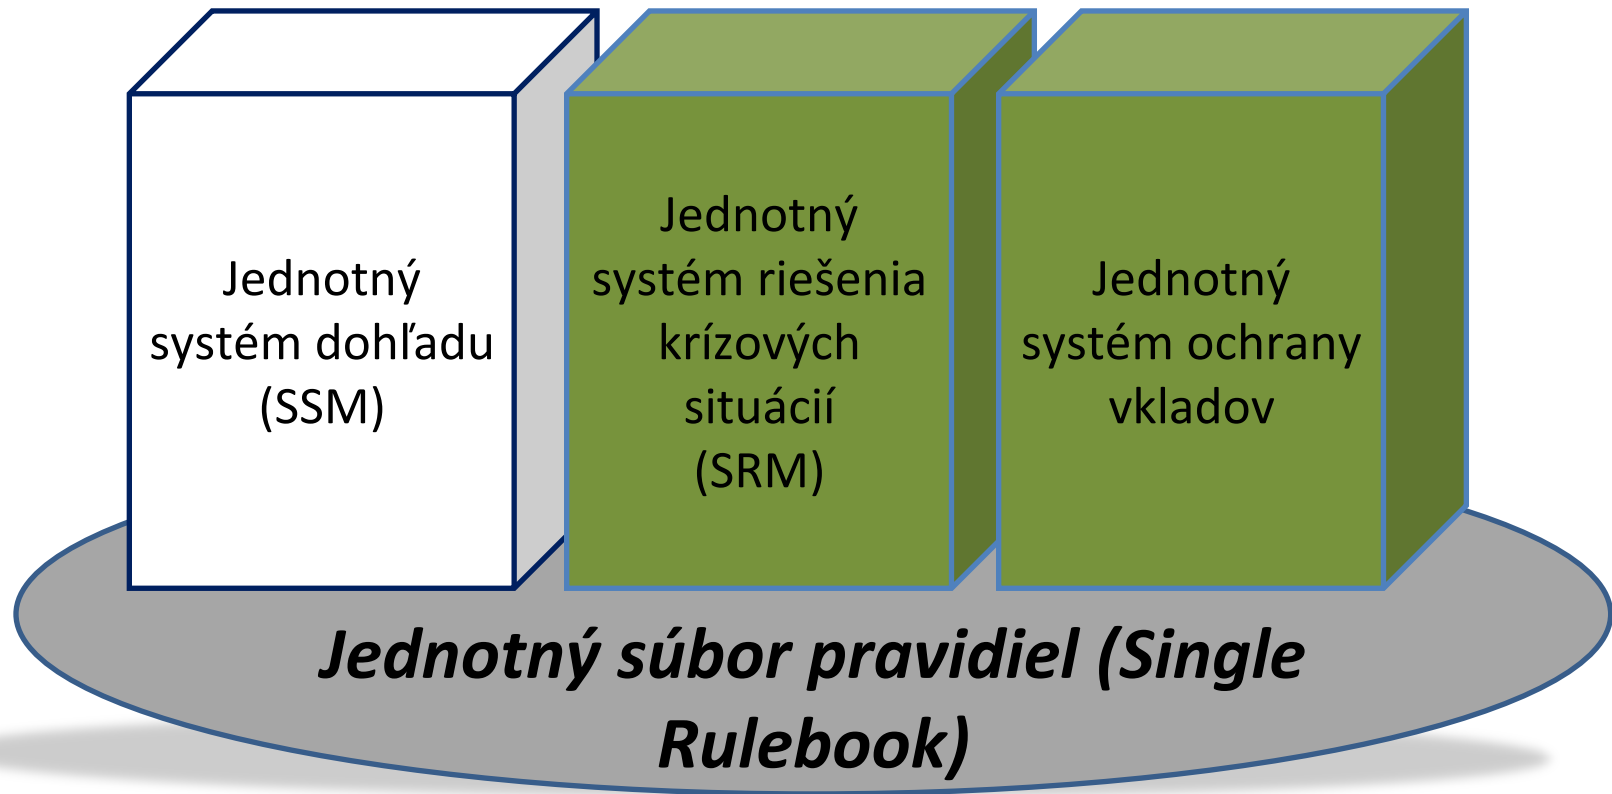 Jednotný
systém dohľadu
(SSM)
Jednotný
systém riešenia
krízových
situácií
(SRM)
Jednotný
systém ochrany
vkladov
Jednotný súbor pravidiel (Single
Rulebook)